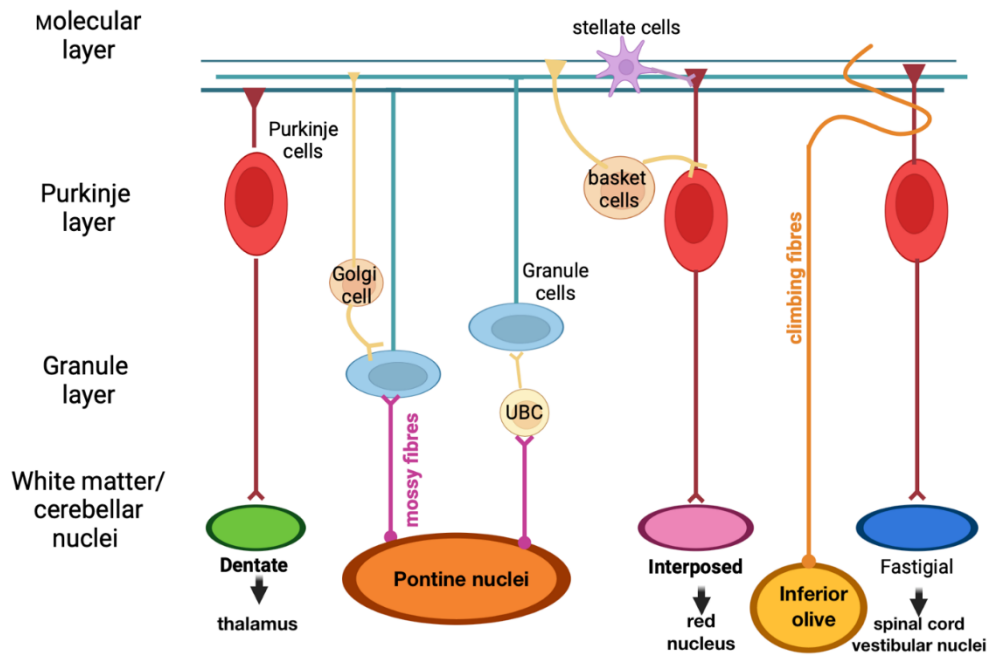 Molecular
layer
stellate cells
Purkinje
cells
Purkinje
layer
basket
cells
Golgi
cell
Granule
cells
climbing fibres
Granule
layer
UBC
mossy fibres
White matter/
cerebellar
nuclei
Dentate
thalamus
Pontine nuclei
Interposed
red
nucleus
Inferior
olive
Fastigial
spinal cord
vestibular nuclei